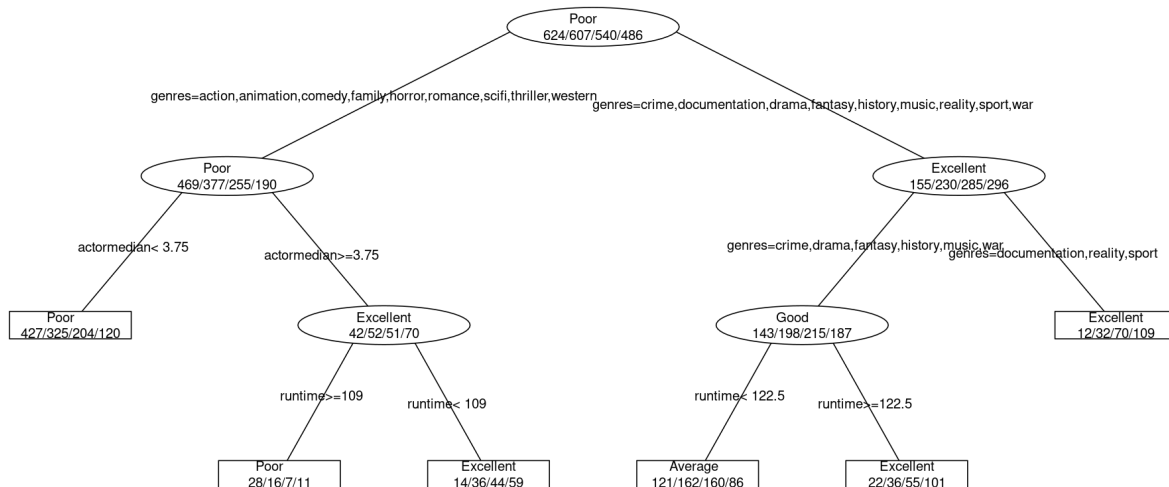 Poor
624/607/540/486
genres=action,animation,comedy,family,horror,romance,scifi,thriller,western
genres=crime,documentation,drama,fantasy,history,music,reality,sport,war
Poor
469/377/255/190
Excellent
155/230/285/296
actormedian< 3.75
actormedian>=3.75
genres=crime,drama,fantasy,history,music,war
genres=documentation,reality,sport
Poor
427/325/204/120
Excellent
42/52/51/70
Good
143/198/215/187
Excellent
12/32/70/109
runtime>=109
runtime< 109
runtime< 122.5
runtime>=122.5
Poor
28/16/7/11
Excellent
14/36/44/59
Average
121/162/160/86
Excellent
22/36/55/101